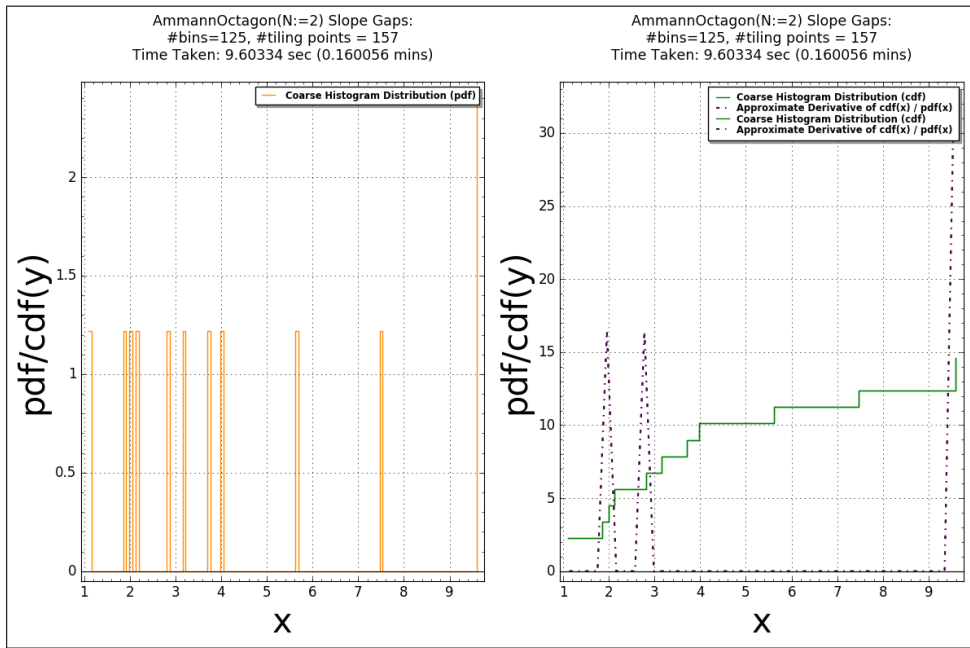 AmmannOctagon(N:=2) Slope Gaps:
#bins=125, #tiling points = 157
Time Taken: 9.60334 sec (0.160056 mins)
Coarse Histogram Distribution (pdf)
pdf/cdf(y)
2
1.5
1
0.5
0
1 2 3 4 5 6 7 8 9
x
AmmannOctagon(N:=2) Slope Gaps:
#bins=125, #tiling points = 157
Time Taken: 9.60334 sec (0.160056 mins)
Coarse Histogram Distribution (cdf)
Approximate Derivative of cdf(x) / pdf(x)
Coarse Histogram Distribution (cdf)
Approximate Derivative of cdf(x) / pdf(x)
pdf/cdf(y)
30
25
20
15
10
5
0
1 2 3 4 5 6 7 8 9
x